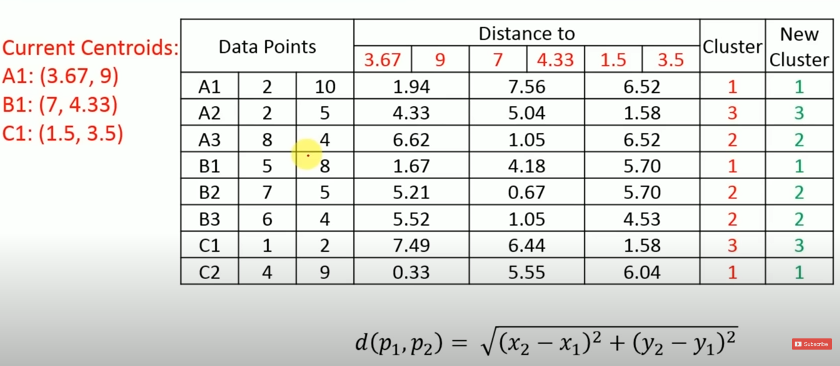 Current Centroids:
A1: (3.67, 9)
B1: (7, 4.33)
C1: (1.5, 3.5)
Data Points Distance to Cluster New Cluster
3.67 9 7 4.33 1.5 3.5
A1 2 10 1.94 7.56 6.52 1 1
A2 2 5 4.33 5.04 1.58 3 3
A3 8 4 6.62 1.05 6.52 2 2
B1 5 8 1.67 4.18 5.70 1 1
B2 7 5 5.21 0.67 5.70 2 2
B3 6 4 5.52 1.05 4.53 2 2
C1 1 2 7.49 6.44 1.58 3 3
C2 4 9 0.33 5.55 6.04 1 1
d(p₁, p₂) = √(x₂ − x₁)² + (y₂ − y₁)²
Subscribe